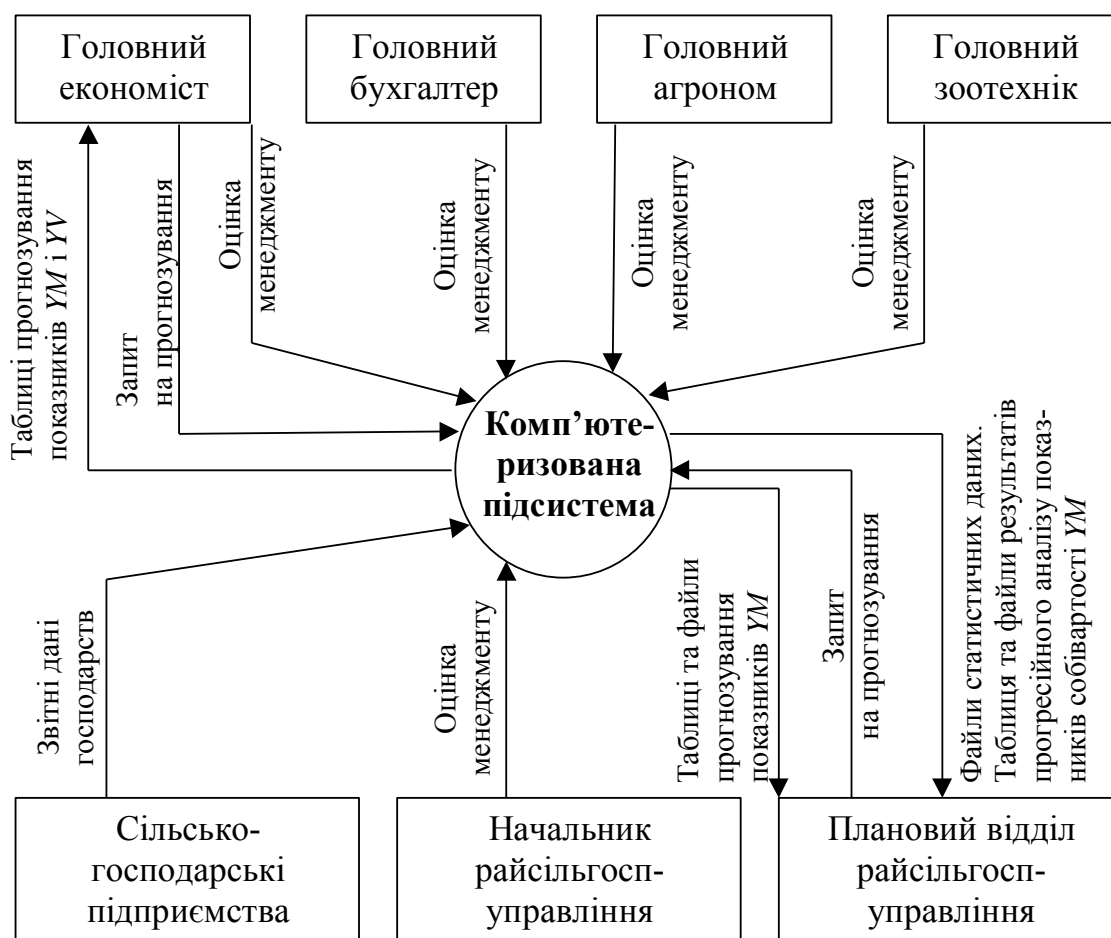 Головний
економіст
Головний
бухгалтер
Головний
агроном
Головний
зоотехнік
Таблиці прогнозування
показників YM і YV
Запит
на прогнозування
Оцінка
менеджменту
Оцінка
менеджменту
Оцінка
менеджменту
Оцінка
менеджменту
Комп’юте-
ризована
підсистема
Звітні дані
господарств
Оцінка
менеджменту
Таблиці та файли
прогнозування
показників YM
Запит
на прогнозування
Файли статистичних даних.
Таблиця та файли результатів
прогресійного аналізу показ-
ників собівартості YM
Сільсько-
господарські
підприємства
Начальник
райсільгосп-
управління
Плановий відділ
райсільгосп-
управління